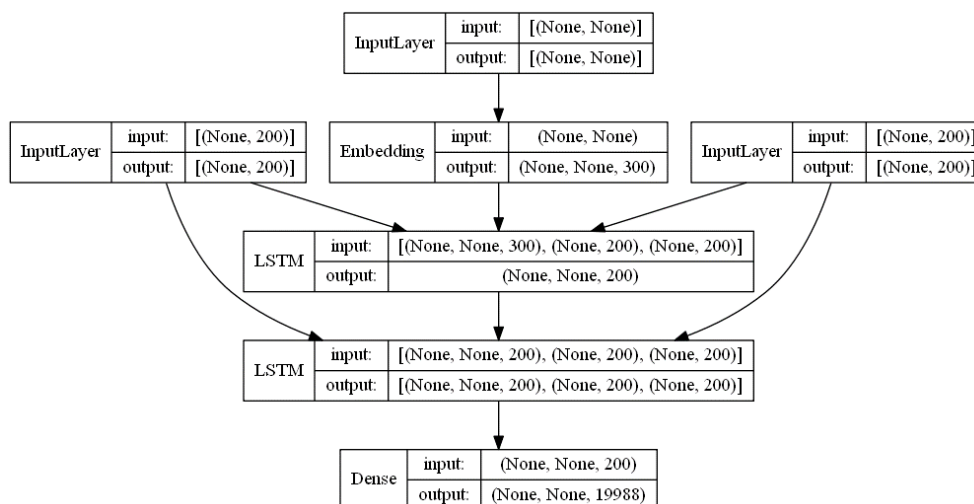 InputLayer input: [(None, None)]
output: [(None, None)]
InputLayer input: [(None, 200)]
output: [(None, 200)]
Embedding input: (None, None)
output: (None, None, 300)
InputLayer input: [(None, 200)]
output: [(None, 200)]
LSTM input: [(None, None, 300), (None, 200), (None, 200)]
output: (None, None, 200)
LSTM input: [(None, None, 200), (None, 200), (None, 200)]
output: [(None, None, 200), (None, 200), (None, 200)]
Dense input: (None, None, 200)
output: (None, None, 19988)